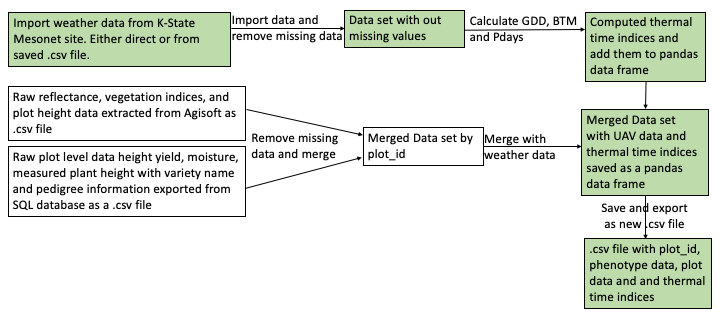 Import weather data from K-State
Mesonet site. Either direct or from
saved .csv file.
Import data and
remove missing data
Data set with out
missing values
Calculate GDD, BTM
and Pdays
Computed thermal
time indices and
add them to pandas
data frame
Raw reflectance, vegetation indices, and
plot height data extracted from Agisoft as
.csv file
Raw plot level data height yield, moisture,
measured plant height with variety name
and pedigree information exported from
SQL database as a .csv file
Remove missing
data and merge
Merged Data set by
plot_id
Merge with
weather data
Merged Data set
with UAV data and
thermal time indices
saved as a pandas
data frame
Save and export
as new .csv file
.csv file with plot_id,
phenotype data, plot
data and and thermal
time indices